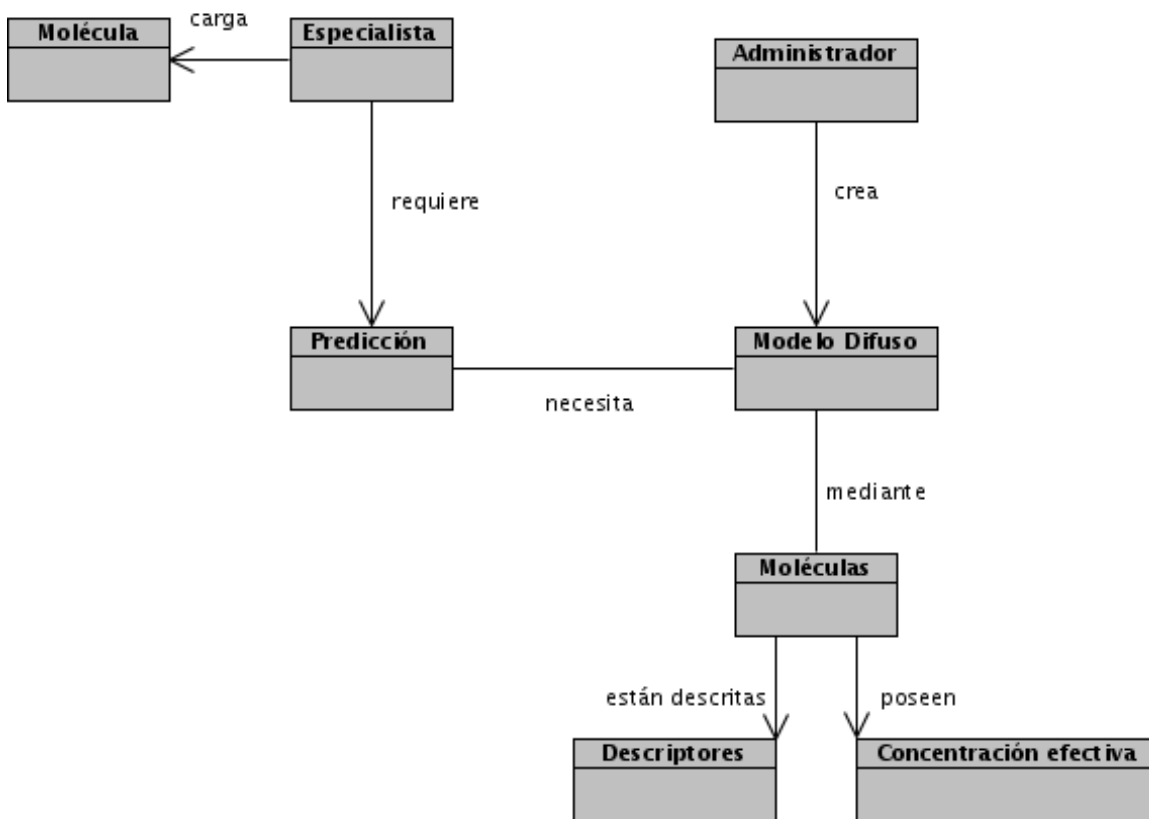 carga
Molécula
Especialista
Administrador
requiere
crea
Predicción
Modelo Difuso
necesita
mediante
Moléculas
están descritas
poseen
Descriptores
Concentración efectiva